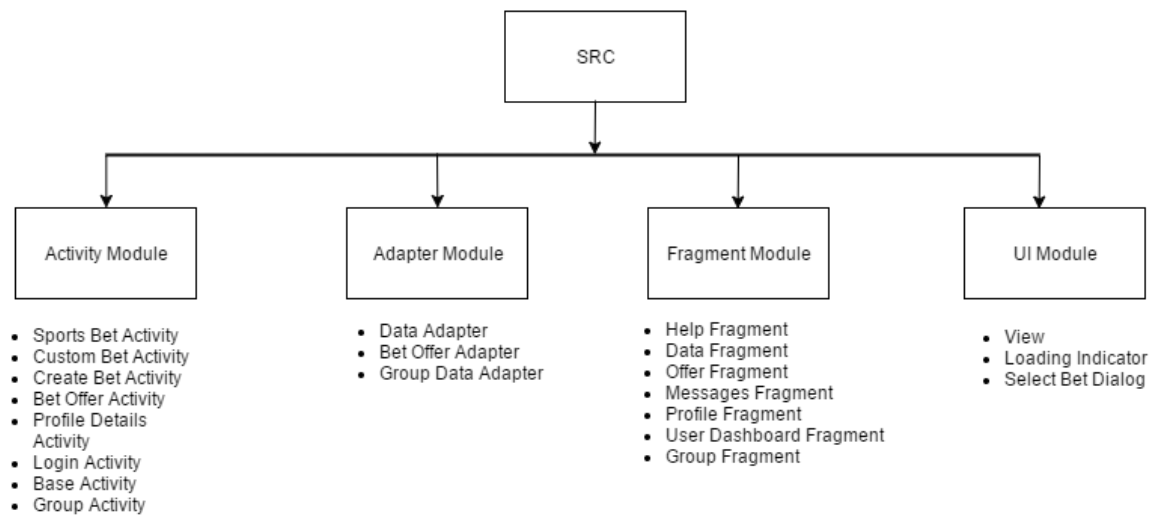 SRC
Activity Module
Adapter Module
Fragment Module
UI Module
Sports Bet Activity
Custom Bet Activity
Create Bet Activity
Bet Offer Activity
Profile Details
Activity
Login Activity
Base Activity
Group Activity
Data Adapter
Bet Offer Adapter
Group Data Adapter
Help Fragment
Data Fragment
Offer Fragment
Messages Fragment
Profile Fragment
User Dashboard Fragment
Group Fragment
View
Loading Indicator
Select Bet Dialog